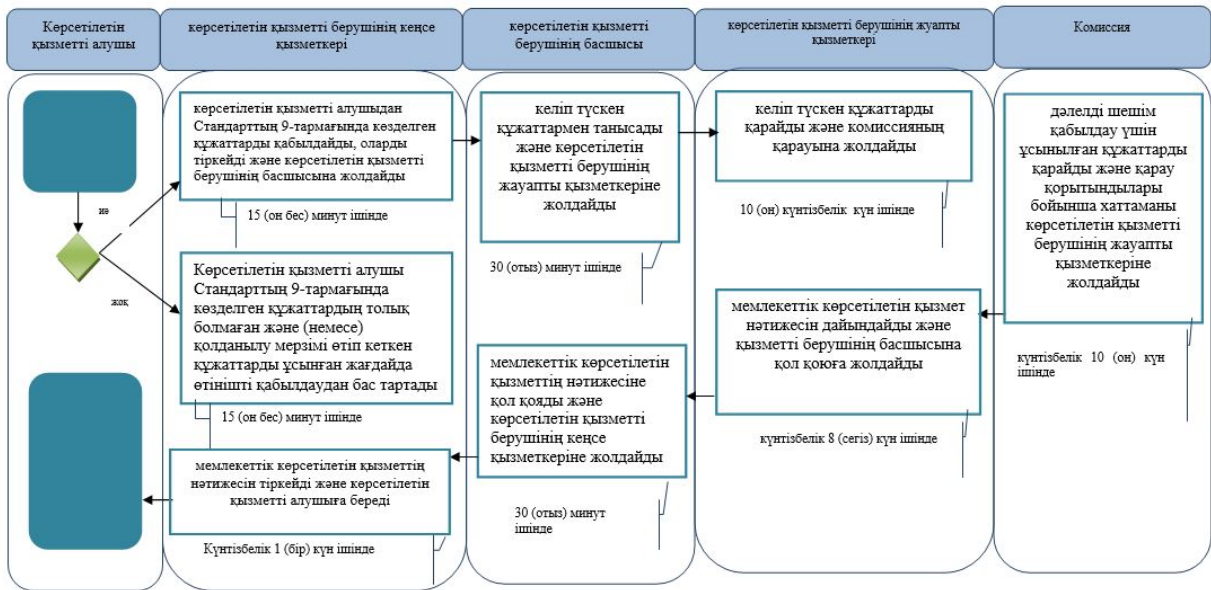 Көрсетілетін
қызметті алушы
көрсетілетін қызметті берушінің кеңсе
қызметкері
көрсетілетін қызметті
берушінің басшысы
көрсетілетін қызметті берушінің жуапты
қызметкері
Комиссия
иә
жоқ
көрсетілетін қызметті алушыдан
Стандарттың 9-тармағында көзделген
құжаттарды қабылдайды, оларды
тіркейді және көрсетілетін қызметті
берушінің басшысына жолдайды
15 (он бес) минут ішінде
Көрсетілетін қызметті алушы
Стандарттың 9-тармағында
көзделген құжаттардың толық
болмаған және (немесе)
қолданылу мерзімі өтіп кеткен
құжаттарды ұсынған жағдайда
өтінішті қабылдаудан бас тартады
15 (он бес) минут ішінде
мемлекеттік көрсетілетін қызметтің
нәтижесін тіркейді және көрсетілетін
қызметті алушыға береді
Күнтізбелік 1 (бір) күн ішінде
келіп түскен
құжаттармен танысады
және көрсетілетін
қызметті берушінің
жауапты қызметкеріне
жолдайды
30 (отыз) минут ішінде
мемлекеттік көрсетілетін
қызметтің нәтижесіне
қол қояды және
көрсетілетін қызметті
берушінің кеңсе
қызметкеріне жолдайды
30 (отыз) минут
ішінде
келіп түскен құжаттарды
қарайды және комиссияның
қарауына жолдайды
10 (он) күнтізбелік күн ішінде
мемлекеттік көрсетілетін қызмет
нәтижесін дайындайды және
қызметті берушінің басшысына
қол қоюға жолдайды
күнтізбелік 8 (сегіз) күн ішінде
дәлелді шешім
қабылдау үшін
ұсынылған құжаттарды
қарайды және қарау
қорытындылары
бойынша хаттаманы
көрсетілетін қызметті
берушінің жауапты
қызметкеріне
жолдайды
күнтізбелік 10 (он) күн
ішінде